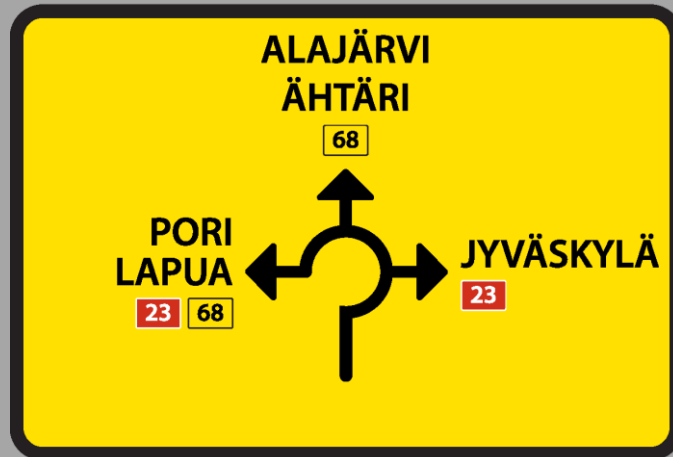 ALAJÄRVI
ÄHTÄRI
68
PORI
LAPUA
23 68
JYVÄSKYLÄ
23